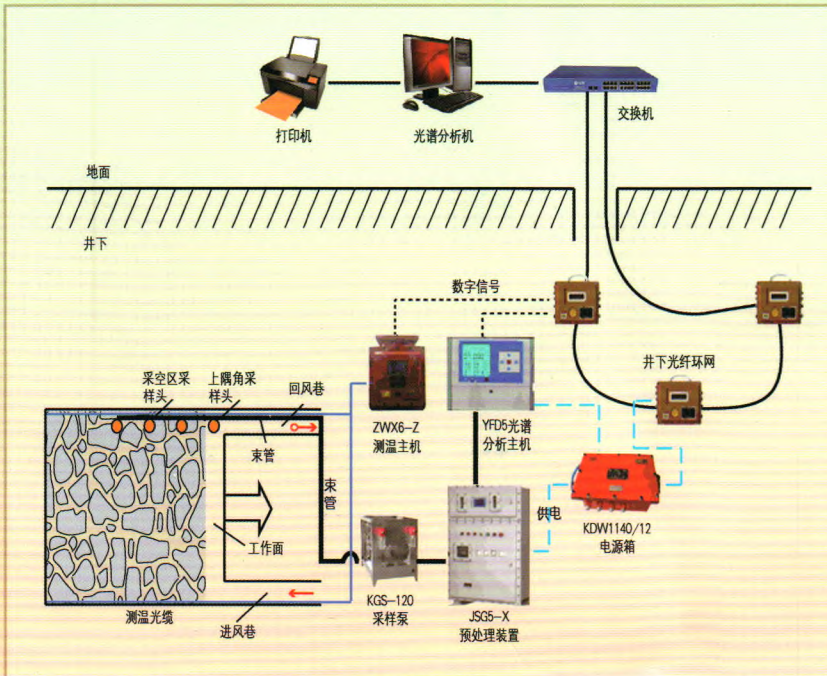 打印机
光谱分析机
交换机
地面
井下
数字信号
井下光纤环网
采空区采
样头
上隅角采
样头
回风巷
ZWX6-Z
测温主机
YFD5光谱
分析主机
束管
束
管
供电
KDW1140/12
电源箱
工作面
KGS-120
采样泵
JSG5-X
预处理装置
测温光缆
进风巷